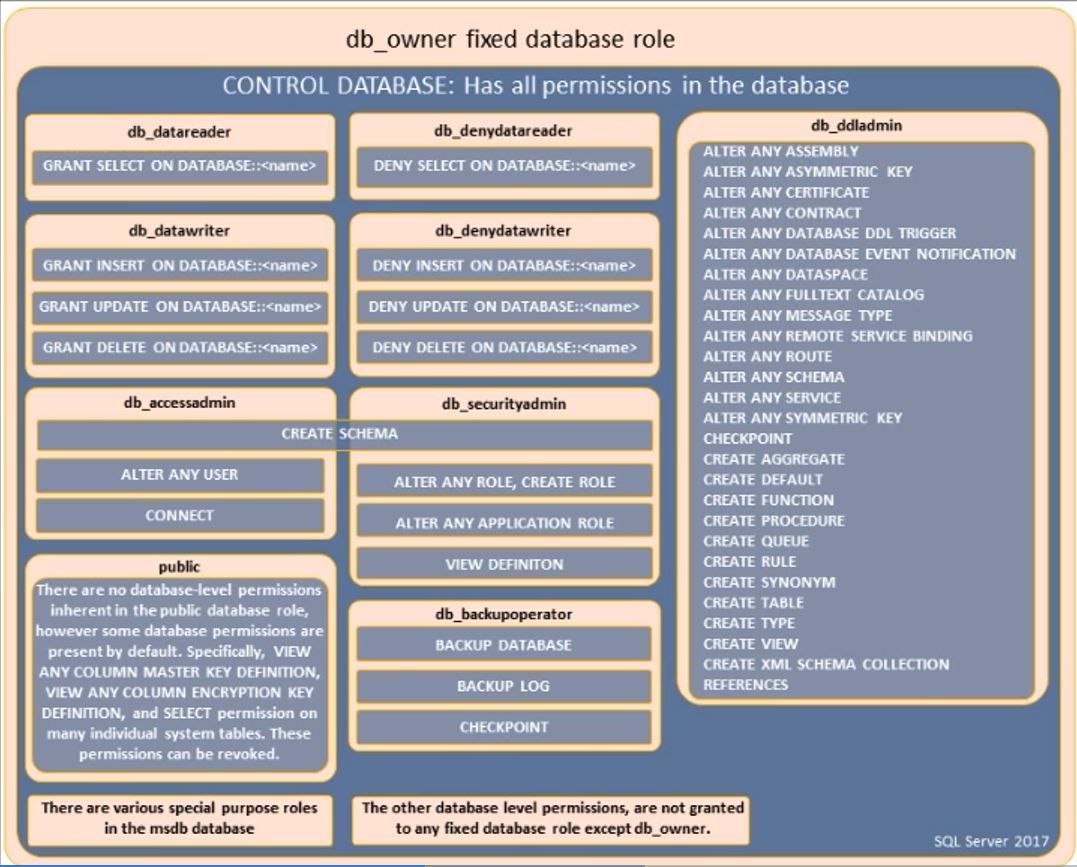 db_owner fixed database role
CONTROL DATABASE: Has all permissions in the database
db_datareader
GRANT SELECT ON DATABASE::<name>
db_denydatareader
DENY SELECT ON DATABASE::<name>
db_datawriter
GRANT INSERT ON DATABASE::<name>
GRANT UPDATE ON DATABASE::<name>
GRANT DELETE ON DATABASE::<name>
db_denydatawriter
DENY INSERT ON DATABASE::<name>
DENY UPDATE ON DATABASE::<name>
DENY DELETE ON DATABASE::<name>
db_accessadmin
db_securityadmin
CREATE SCHEMA
ALTER ANY USER
CONNECT
ALTER ANY ROLE, CREATE ROLE
ALTER ANY APPLICATION ROLE
VIEW DEFINITON
public
There are no database-level permissions
inherent in the public database role,
however some database permissions are
present by default. Specifically, VIEW
ANY COLUMN MASTER KEY DEFINITION,
VIEW ANY COLUMN ENCRYPTION KEY
DEFINITION, and SELECT permission on
many individual system tables. These
permissions can be revoked.
db_backupoperator
BACKUP DATABASE
BACKUP LOG
CHECKPOINT
db_ddladmin
ALTER ANY ASSEMBLY
ALTER ANY ASYMMETRIC KEY
ALTER ANY CERTIFICATE
ALTER ANY CONTRACT
ALTER ANY DATABASE DDL TRIGGER
ALTER ANY DATABASE EVENT NOTIFICATION
ALTER ANY DATASPACE
ALTER ANY FULLTEXT CATALOG
ALTER ANY MESSAGE TYPE
ALTER ANY REMOTE SERVICE BINDING
ALTER ANY ROUTE
ALTER ANY SCHEMA
ALTER ANY SERVICE
ALTER ANY SYMMETRIC KEY
CHECKPOINT
CREATE AGGREGATE
CREATE DEFAULT
CREATE FUNCTION
CREATE PROCEDURE
CREATE QUEUE
CREATE RULE
CREATE SYNONYM
CREATE TABLE
CREATE TYPE
CREATE VIEW
CREATE XML SCHEMA COLLECTION
REFERENCES
There are various special purpose roles
in the msdb database
The other database level permissions, are not granted
to any fixed database role except db_owner.
SQL Server 2017